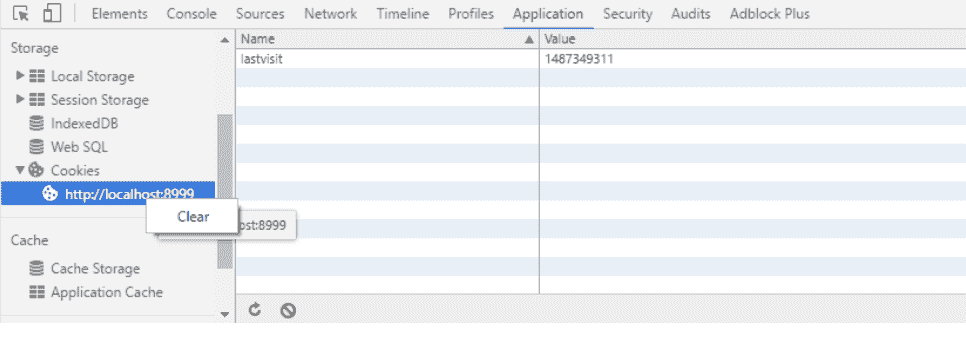 Elements Console Sources Network Timeline Profiles Application Security Audits Adblock Plus
Storage
Local Storage
Session Storage
IndexedDB
Web SQL
Cookies
http://localhost:8999
Clear
ost:8999
Cache
Cache Storage
Application Cache
Name Value
lastvisit 1487349311